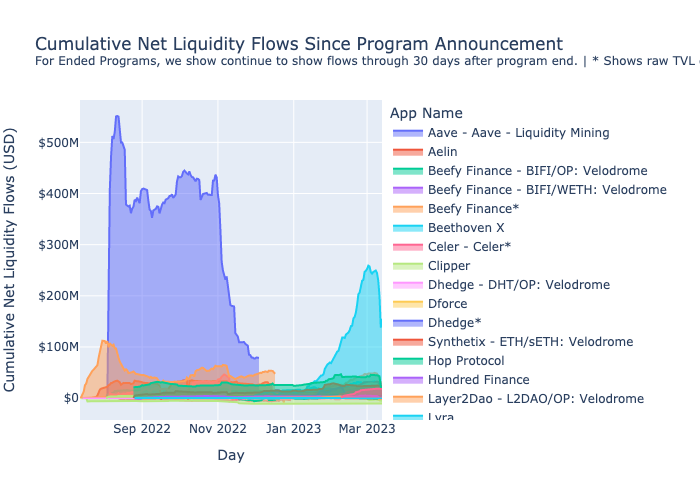 Cumulative Net Liquidity Flows Since Program Announcement
For Ended Programs, we show continue to show flows through 30 days after program end. | * Shows raw TVL
App Name
Aave - Aave - Liquidity Mining
Aelin
Beefy Finance - BIFI/OP: Velodrome
Beefy Finance - BIFI/WETH: Velodrome
Beefy Finance*
Beethoven X
Celer - Celer*
Clipper
Dhedge - DHT/OP: Velodrome
Dforce
Dhedge*
Synthetix - ETH/sETH: Velodrome
Hop Protocol
Hundred Finance
Layer2Dao - L2DAO/OP: Velodrome
Lyra
Cumulative Net Liquidity Flows (USD)
$500M
$400M
$300M
$200M
$100M
$0
Sep 2022
Nov 2022
Jan 2023
Mar 2023
Day